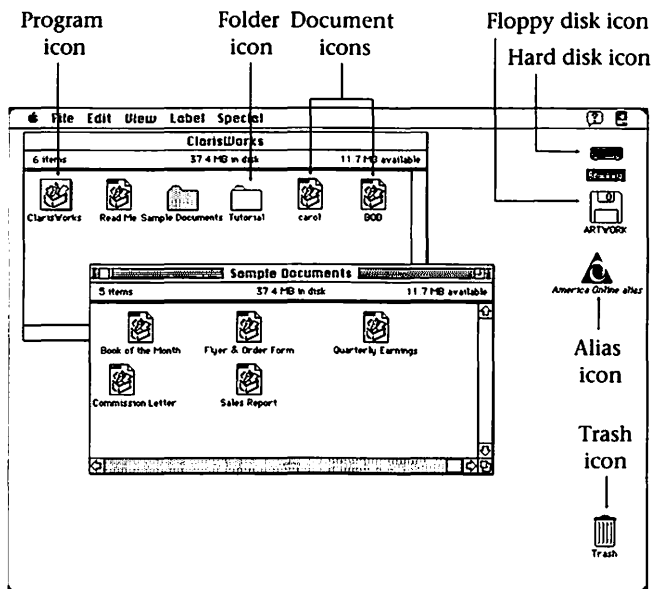 Program icon
Folder icon
Document icons
Floppy disk icon
Hard disk icon
File Edit View Label Special
ClarisWorks
6 items 37.4 MB in disk 11.7 MB available
ClarisWorks Read Me Sample Documents Tutorial carol BOD
ARTWORK
America Online alias
Sample Documents
5 items 37.4 MB in disk 11.7 MB available
Book of the Month Flyer & Order Form Quarterly Earnings
Commission Letter Sales Report
Alias icon
Trash icon
Trash